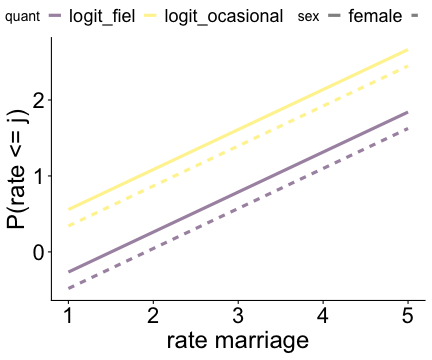 quant logit_fiel logit_ocasional sex female
P(rate <= j)
2
1
0
1 2 3 4 5
rate marriage